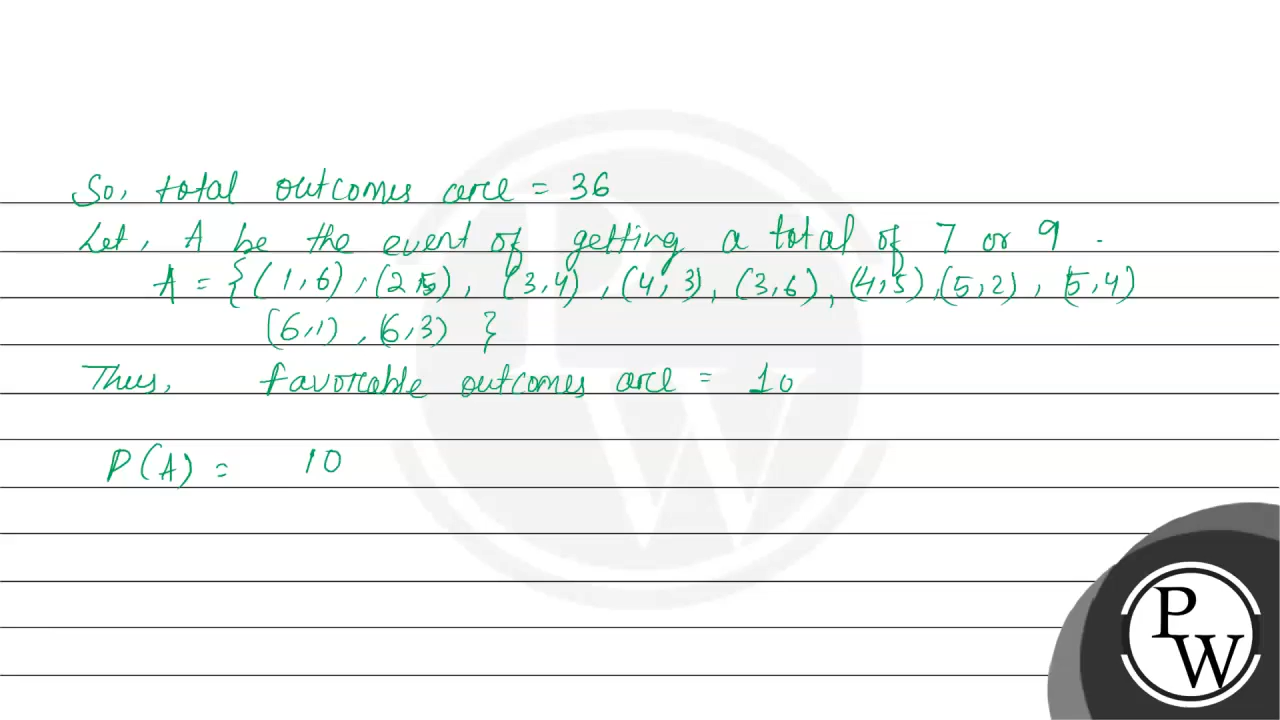 So, total outcomes are = 36
Let, A be the event of getting a total of 7 or 9.
A = {(1,6), (2,5), (3,4), (4,3), (3,6), (4,5), (5,2), (5,4)
(6,1), (6,3) }
Thus, favorable outcomes are = 10
P(A) = 10
P
W